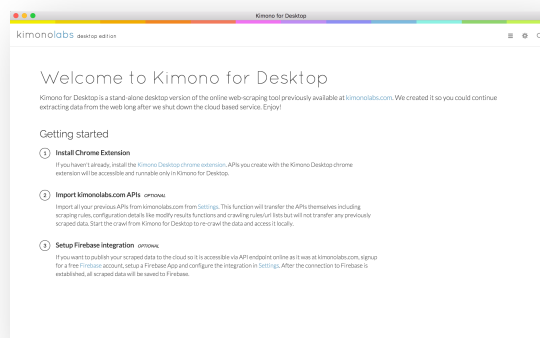 Kimono for Desktop
kimonolabs desktop edition
Welcome to Kimono for Desktop
Kimono for Desktop is a stand-alone desktop version of the online web-scraping tool previously available at kimonolabs.com. We created it so you could continue
extracting data from the web long after we shut down the cloud based service. Enjoy!
Getting started
1 Install Chrome Extension
If you haven't already, install the Kimono Desktop chrome extension. APIs you create with the Kimono Desktop chrome
extension will be accessible and runnable only in Kimono for Desktop.
2 Import kimonolabs.com APIs OPTIONAL
Import all your previous APIs from kimonolabs.com from Settings. This function will transfer the APIs themselves including
scraping rules, configuration details like modify results functions and crawling rules/url lists but will not transfer any previously
scraped data. Start the crawl from Kimono for Desktop to re-crawl the data and access it locally.
3 Setup Firebase integration OPTIONAL
If you want to publish your scraped data to the cloud so it is accessible via API endpoint online as it was at kimonolabs.com, signup
for a free Firebase account, setup a Firebase App and configure the integration in Settings. After the connection to Firebase is
established, all scraped data will be saved to Firebase.